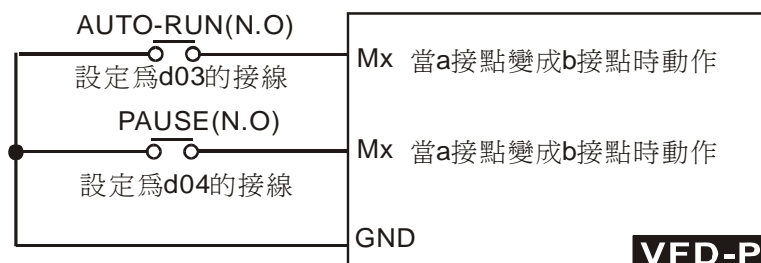 AUTO-RUN(N.O)
Mx 當a接點變成b接點時動作
設定爲d03的接線
PAUSE(N.O)
Mx 當a接點變成b接點時動作
設定爲d04的接線
GND
VFD-P